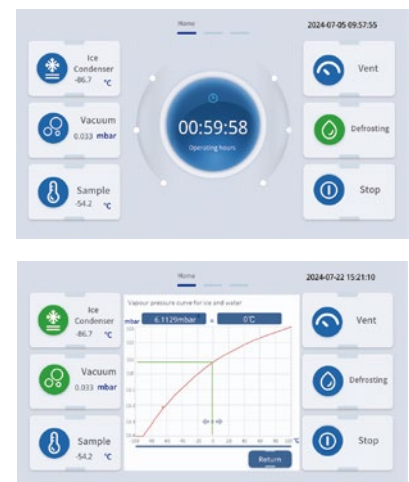 Home
2024-07-05 09:57:55
Ice
Condenser
-86.7 ℃
Vent
Vacuum
0.033 mbar
00:59:58
Operating hours
Defrosting
Sample
-54.2 ℃
Stop
Home
2024-07-22 15:21:10
Ice
Condenser
-86.7 ℃
Vapour pressure curve for ice and water
mbar 6.1129mbar = 0℃
Vent
Vacuum
0.033 mbar
Defrosting
Sample
-54.2 ℃
Return
Stop